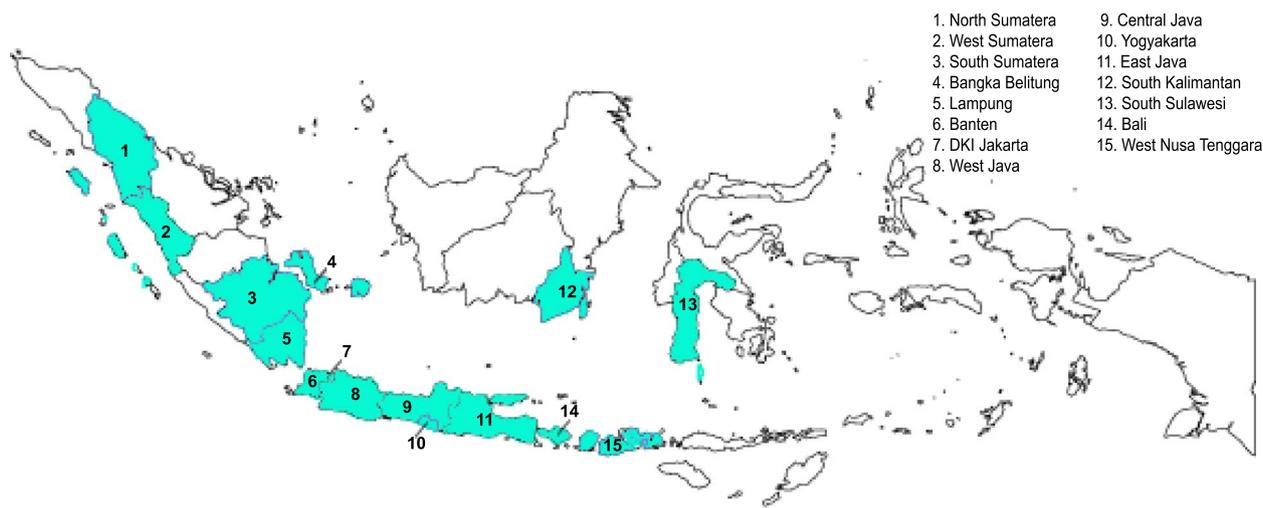 1. North Sumatera
2. West Sumatera
3. South Sumatera
4. Bangka Belitung
5. Lampung
6. Banten
7. DKI Jakarta
8. West Java
9. Central Java
10. Yogyakarta
11. East Java
12. South Kalimantan
13. South Sulawesi
14. Bali
15. West Nusa Tenggara
1
2
3
4
5
6
7
8
9
10
11
12
13
14
15